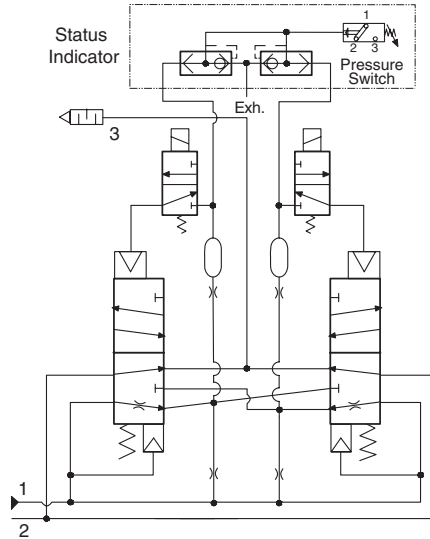 Status
Indicator
1
2 3
Pressure
Switch
Exh.
3
1
2